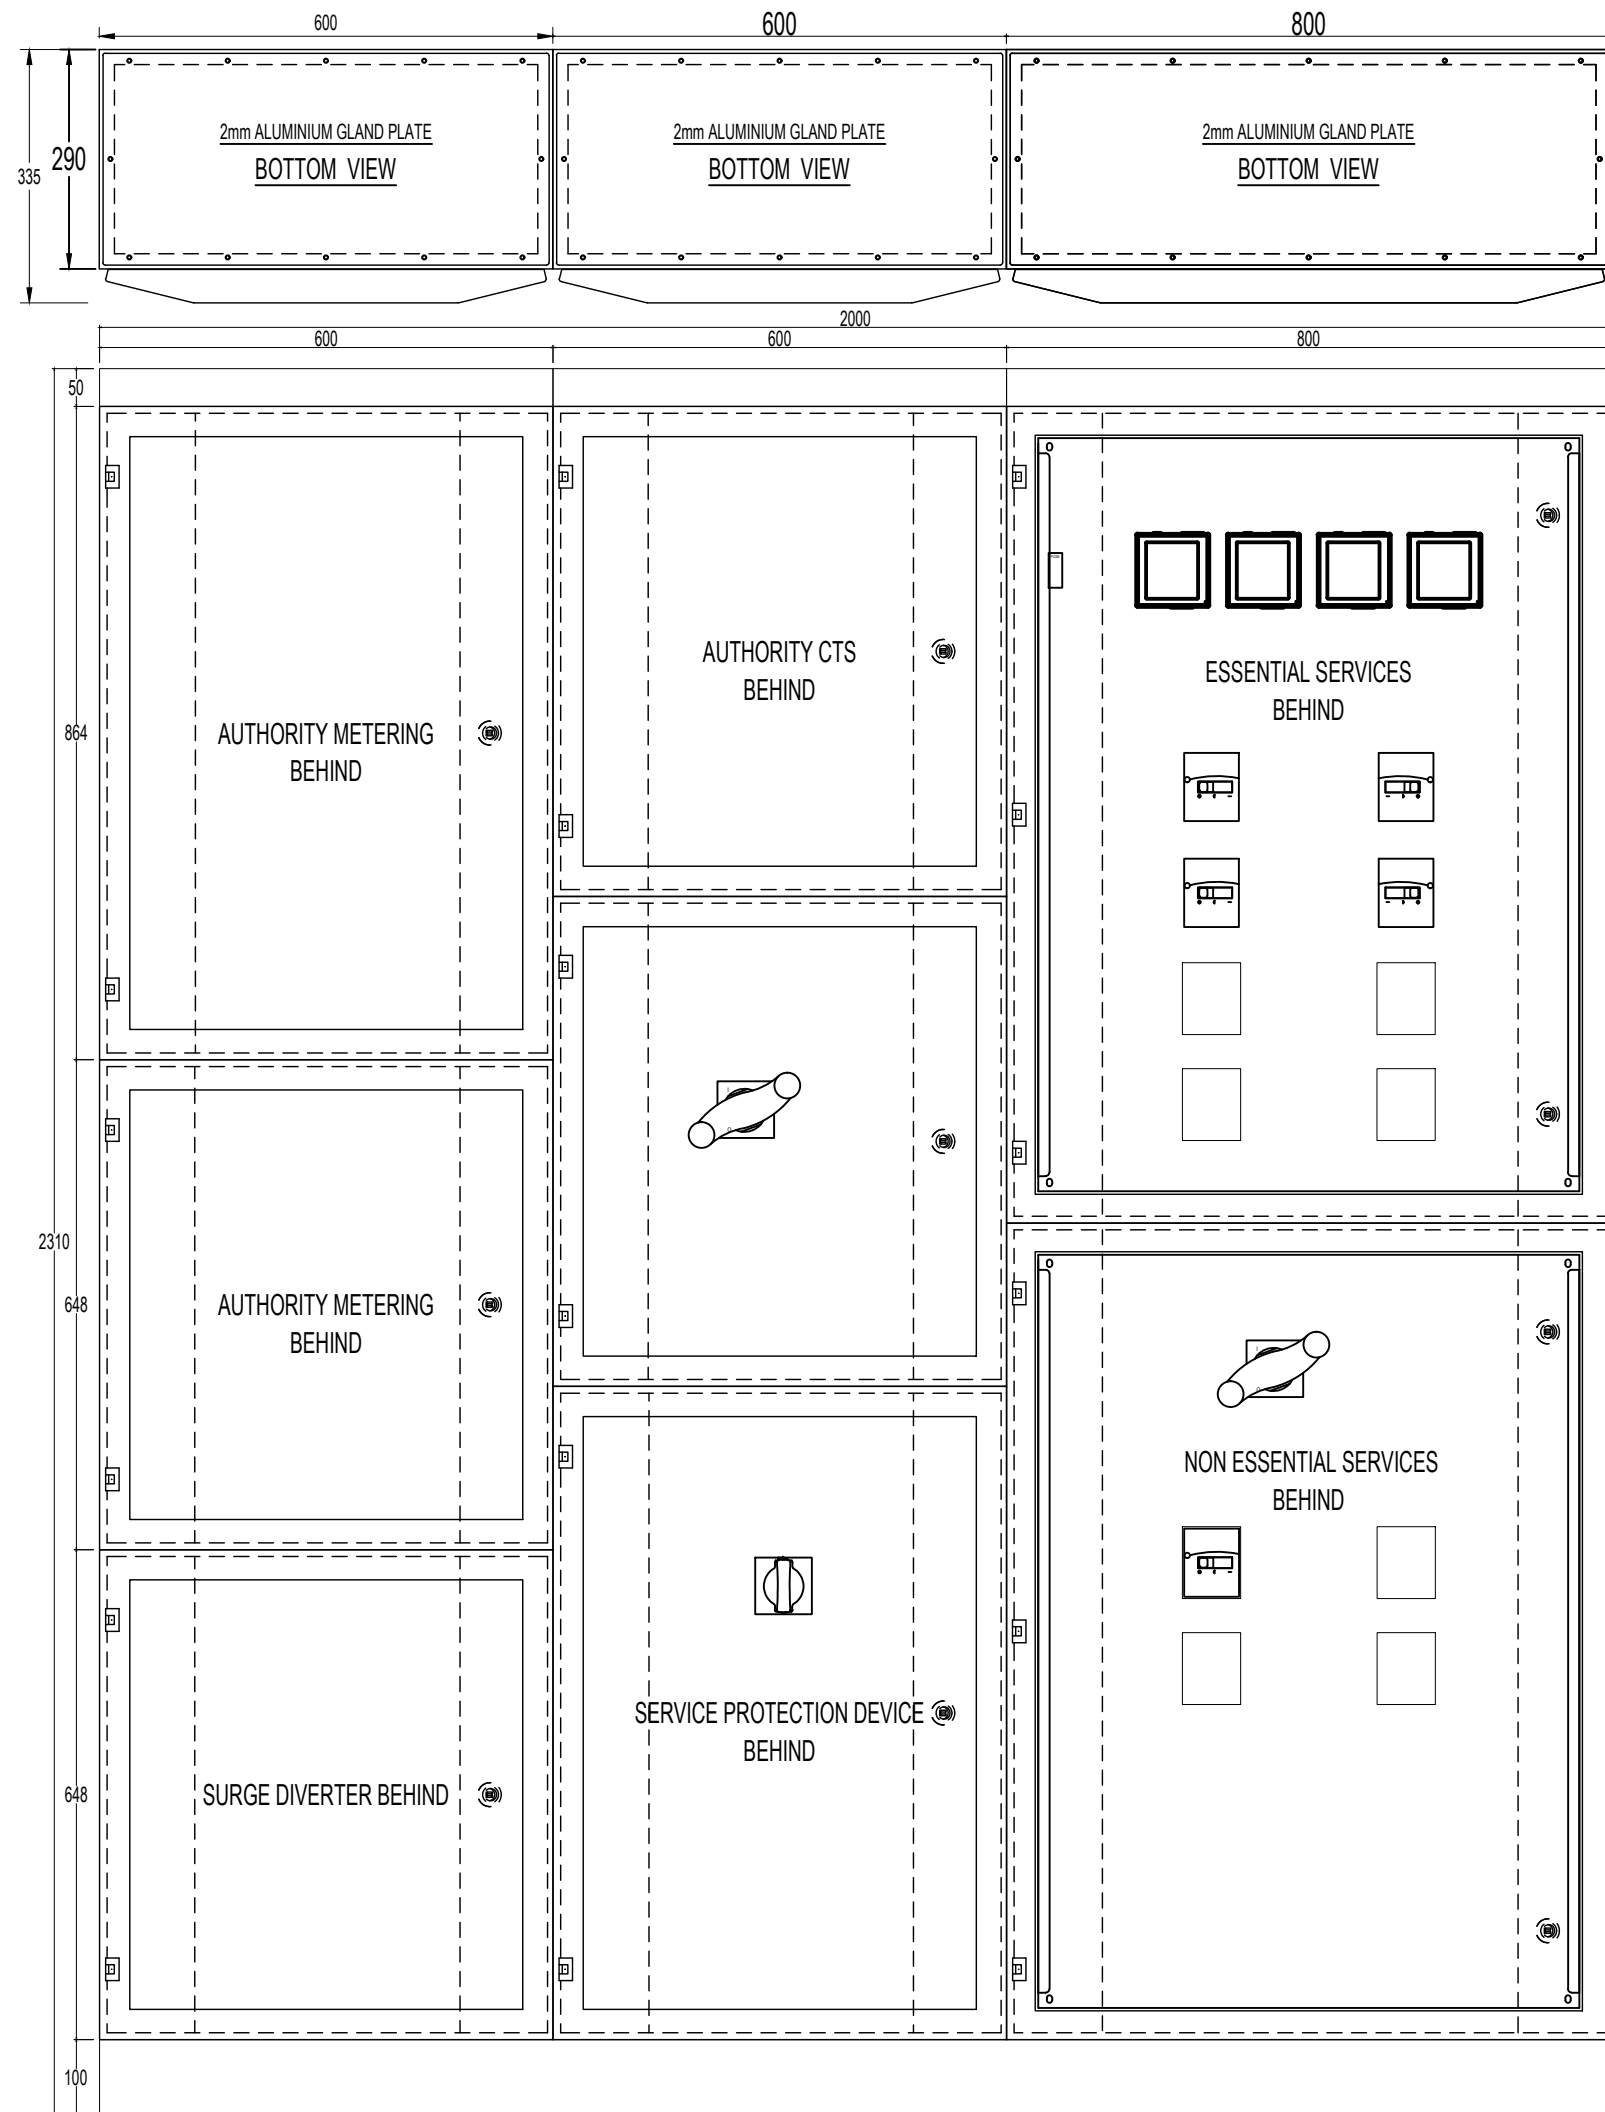 600
600
800
335
290
2mm ALUMINIUM GLAND PLATE
BOTTOM VIEW
2mm ALUMINIUM GLAND PLATE
BOTTOM VIEW
2mm ALUMINIUM GLAND PLATE
BOTTOM VIEW
2000
600
600
800
50
864
648
2310
648
100
AUTHORITY METERING
BEHIND
AUTHORITY METERING
BEHIND
SURGE DIVERTER BEHIND
AUTHORITY CTS
BEHIND
SERVICE PROTECTION DEVICE
BEHIND
ESSENTIAL SERVICES
BEHIND
NON ESSENTIAL SERVICES
BEHIND